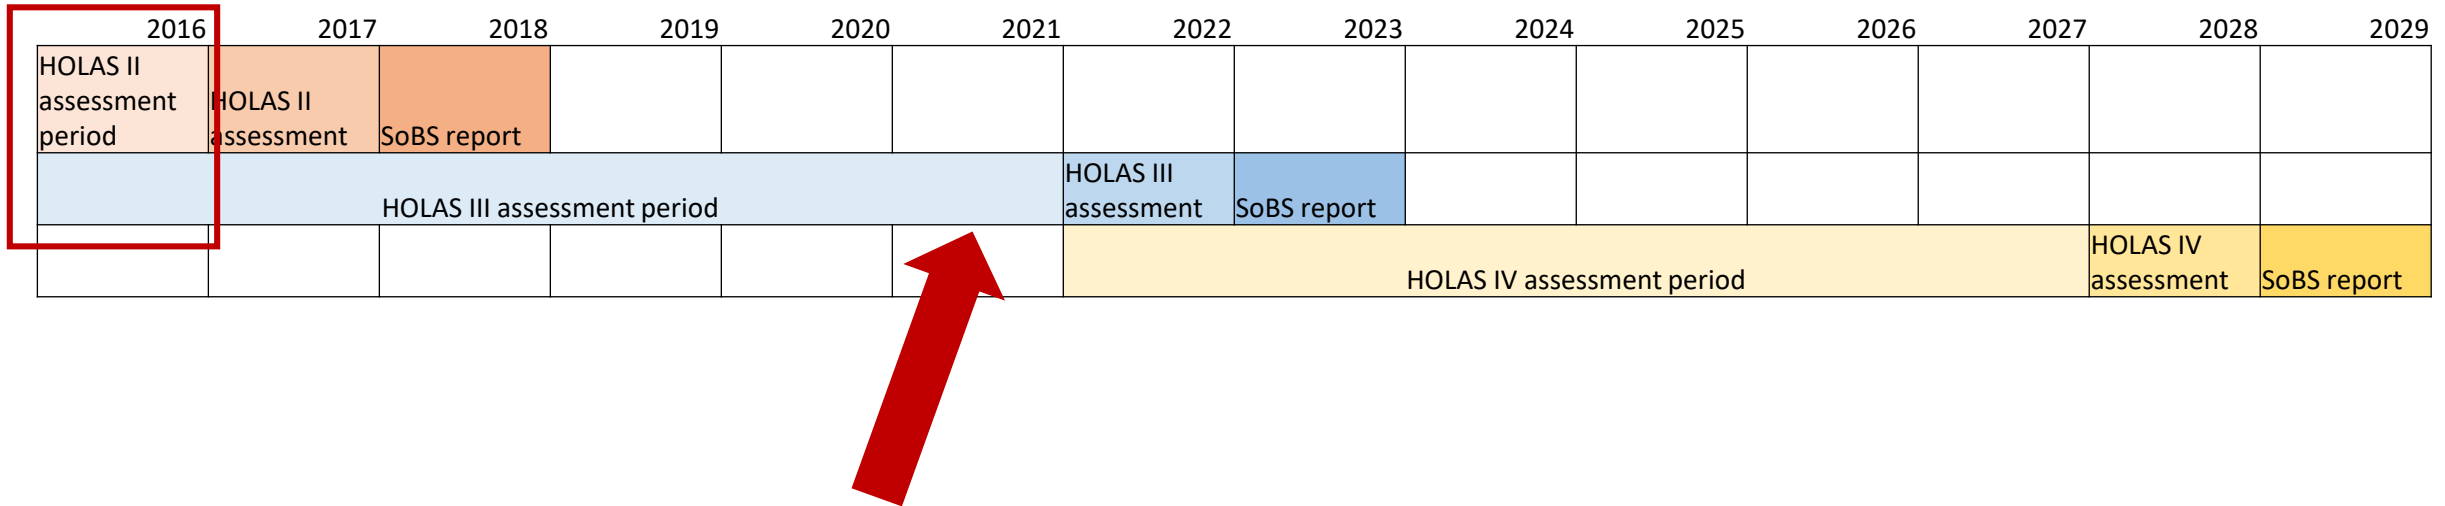 2016 2017 2018 2019 2020 2021 2022 2023 2024 2025 2026 2027 2028 2029
HOLAS II
assessment
period
HOLAS II
assessment
SoBS report
HOLAS III assessment period
HOLAS III
assessment
SoBS report
HOLAS IV assessment period
HOLAS IV
assessment
SoBS report